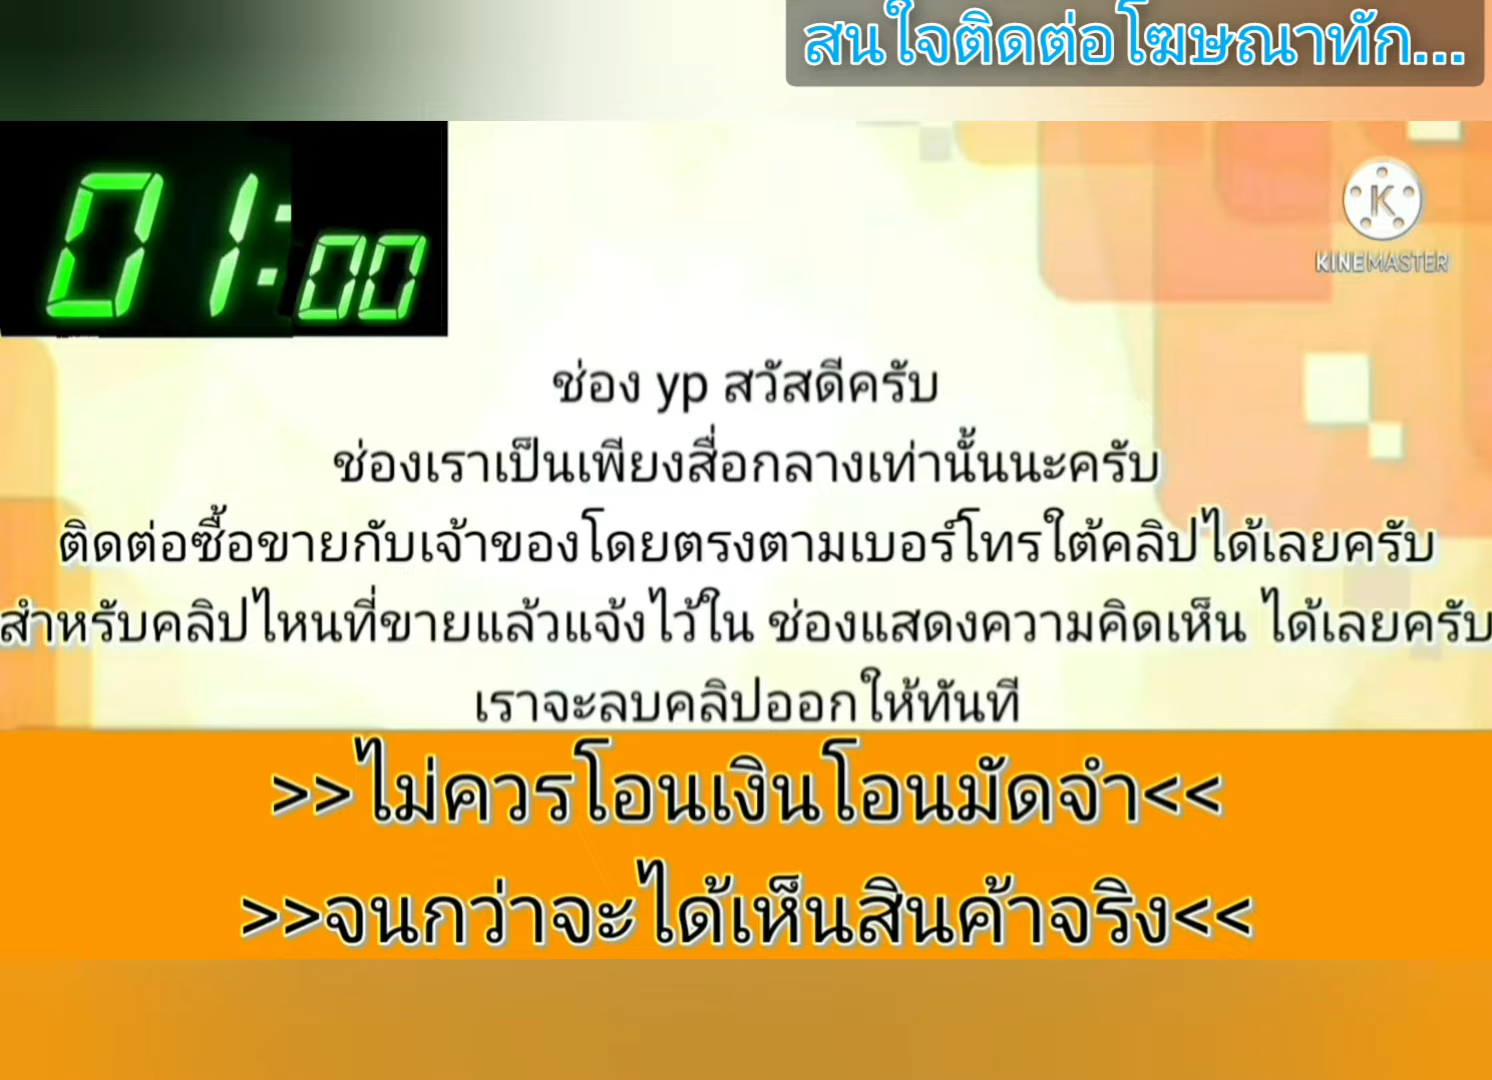 สนใจติดต่อโฆษณาทัก...
01:00
KINEMASTER
ช่อง yp สวัสดีครับ
ช่องเราเป็นเพียงสื่อกลางเท่านั้นนะครับ
ติดต่อซื้อขายกับเจ้าของโดยตรงตามเบอร์โทรใต้คลิปได้เลยครับ
สำหรับคลิปไหนที่ขายแล้วแจ้งไว้ใน ช่องแสดงความคิดเห็น ได้เลยครับ
เราจะลบคลิปออกให้ทันที
>>ไม่ควรโอนเงินโอนมัดจำ<<
>>จนกว่าจะได้เห็นสินค้าจริง<<